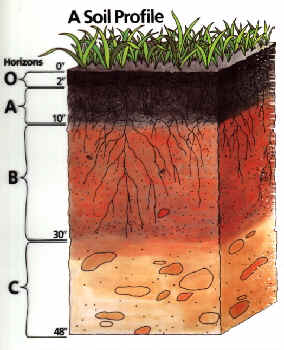 A Soil Profile
Horizons
0"
O
2"
A
10"
B
30"
C
48"